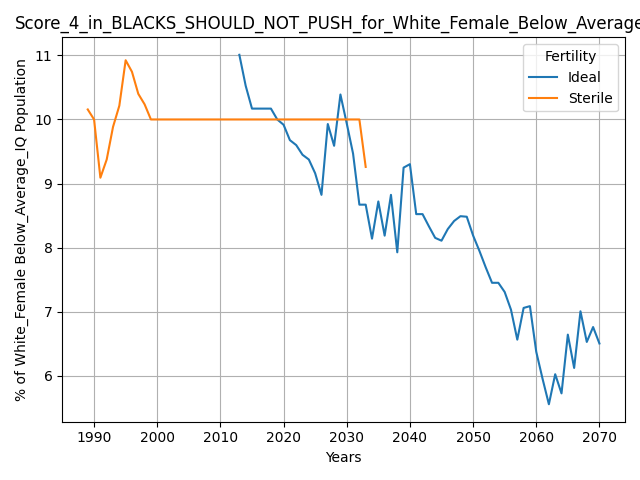 Score_4_in_BLACKS_SHOULD_NOT_PUSH_for_White_Female_Below_Average
11
10
9
8
7
6
% of White_Female Below_Average_IQ Population
Fertility
Ideal
Sterile
1990 2000 2010 2020 2030 2040 2050 2060 2070
Years